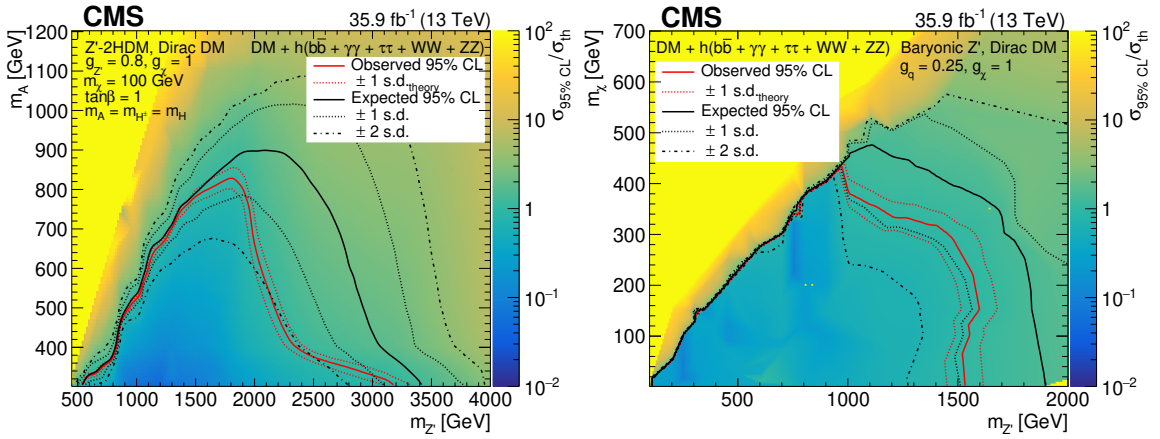 CMS
35.9 fb⁻¹ (13 TeV)
Z'-2HDM, Dirac DM
DM + h(bb̄ + γγ + ττ + WW + ZZ)
g_Z' = 0.8, g_χ = 1
m_χ = 100 GeV
tanβ = 1
m_A = m_H± = m_H
Observed 95% CL
± 1 s.d._theory
Expected 95% CL
± 1 s.d.
± 2 s.d.
m_A [GeV]
1200
1100
1000
900
800
700
600
500
400
500 1000 1500 2000 2500 3000 3500 4000
m_Z' [GeV]
σ_95% CL/σ_th
10²
10
1
10⁻¹
10⁻²
CMS
35.9 fb⁻¹ (13 TeV)
DM + h(bb̄ + γγ + ττ + WW + ZZ)
Baryonic Z', Dirac DM
g_q = 0.25, g_χ = 1
Observed 95% CL
± 1 s.d._theory
Expected 95% CL
± 1 s.d.
± 2 s.d.
m_χ [GeV]
700
600
500
400
300
200
100
500 1000 1500 2000
m_Z' [GeV]
σ_95% CL/σ_th
10²
10
1
10⁻¹
10⁻²